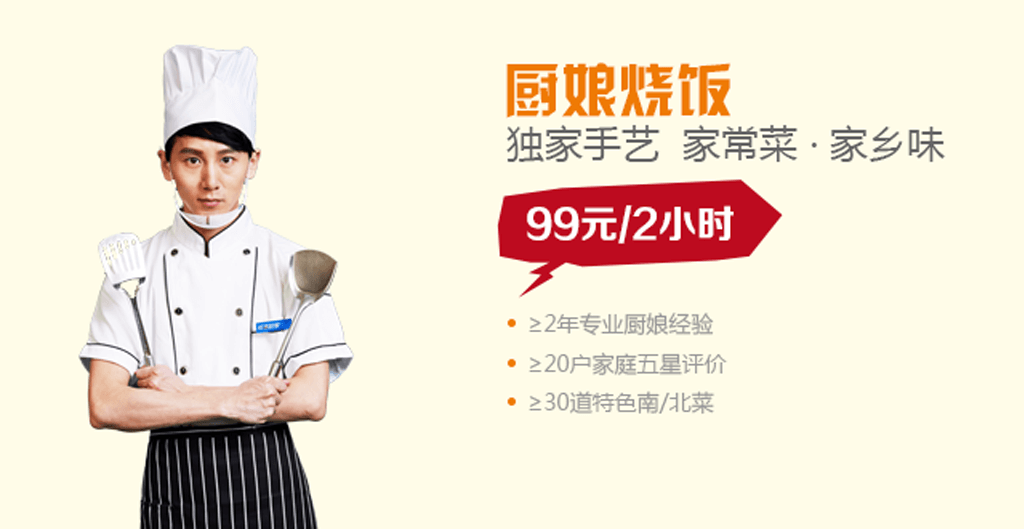 厨娘烧饭
独家手艺 家常菜·家乡味
99元/2小时
≥2年专业厨娘经验
≥20户家庭五星评价
≥30道特色南/北菜